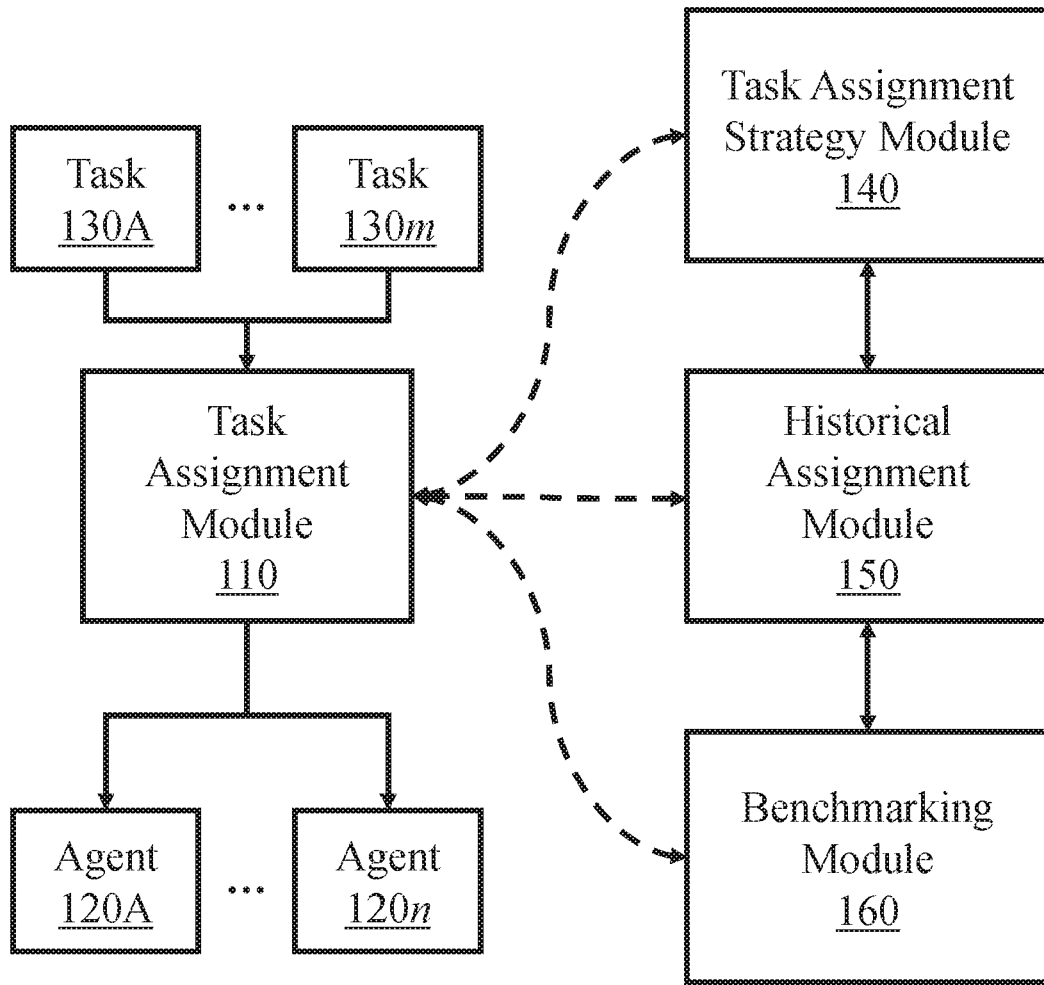 Task
130A
...
Task
130m
Task
Assignment
Module
110
Agent
120A
...
Agent
120n
Task Assignment
Strategy Module
140
Historical
Assignment
Module
150
Benchmarking
Module
160